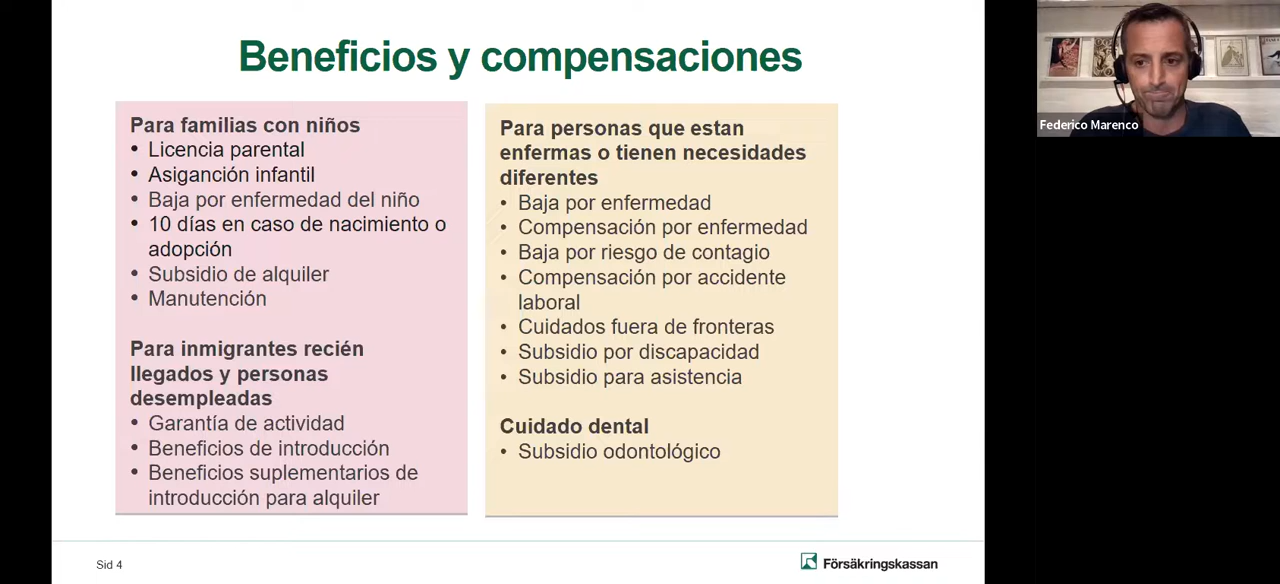 Beneficios y compensaciones
Para familias con niños
• Licencia parental
• Asiganción infantil
• Baja por enfermedad del niño
• 10 días en caso de nacimiento o
adopción
• Subsidio de alquiler
• Manutención
Para inmigrantes recién
llegados y personas
desempleadas
• Garantía de actividad
• Beneficios de introducción
• Beneficios suplementarios de
introducción para alquiler
Para personas que estan
enfermas o tienen necesidades
diferentes
• Baja por enfermedad
• Compensación por enfermedad
• Baja por riesgo de contagio
• Compensación por accidente
laboral
• Cuidados fuera de fronteras
• Subsidio por discapacidad
• Subsidio para asistencia
Cuidado dental
• Subsidio odontológico
Sid 4
Försäkringskassan
Federico Marenco